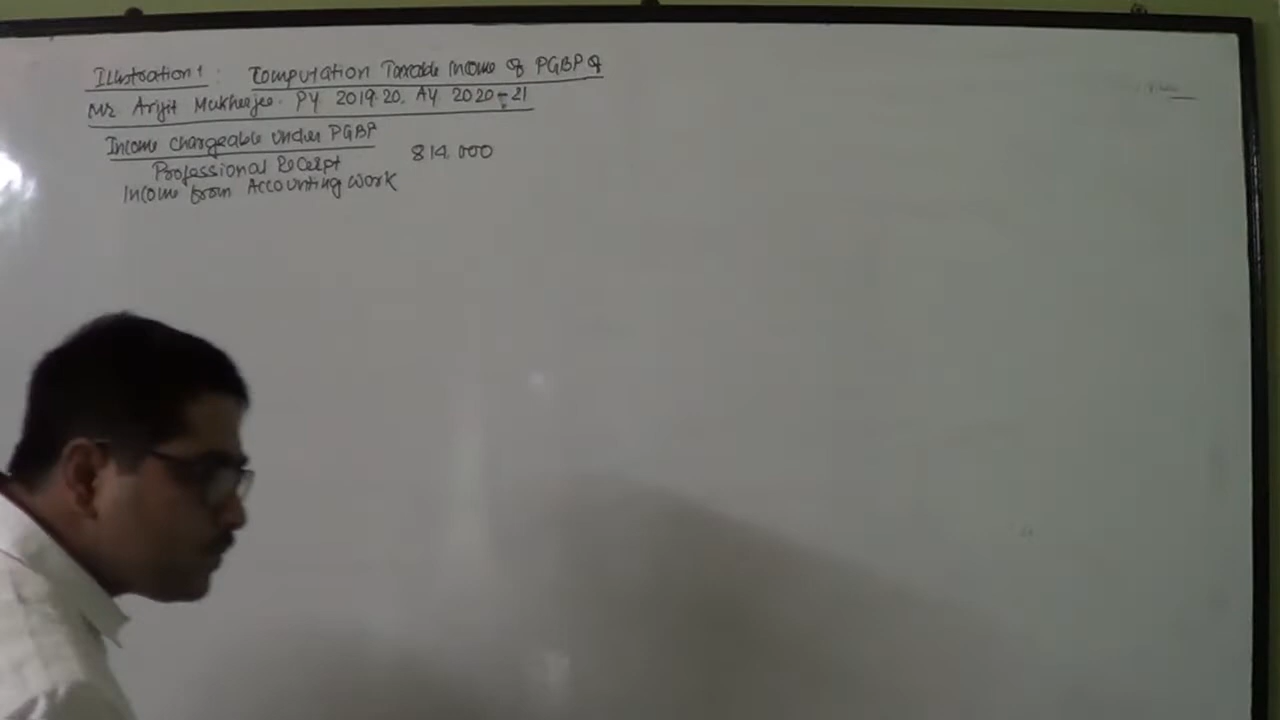 Illustration 1 : Computation Taxable Income of PGBP of
Mr Arijit Mukherjee. PY 2019-20. AY 2020-21
Income chargeable under PGBP
Professional Receipt 814.000
Income from Accounting work